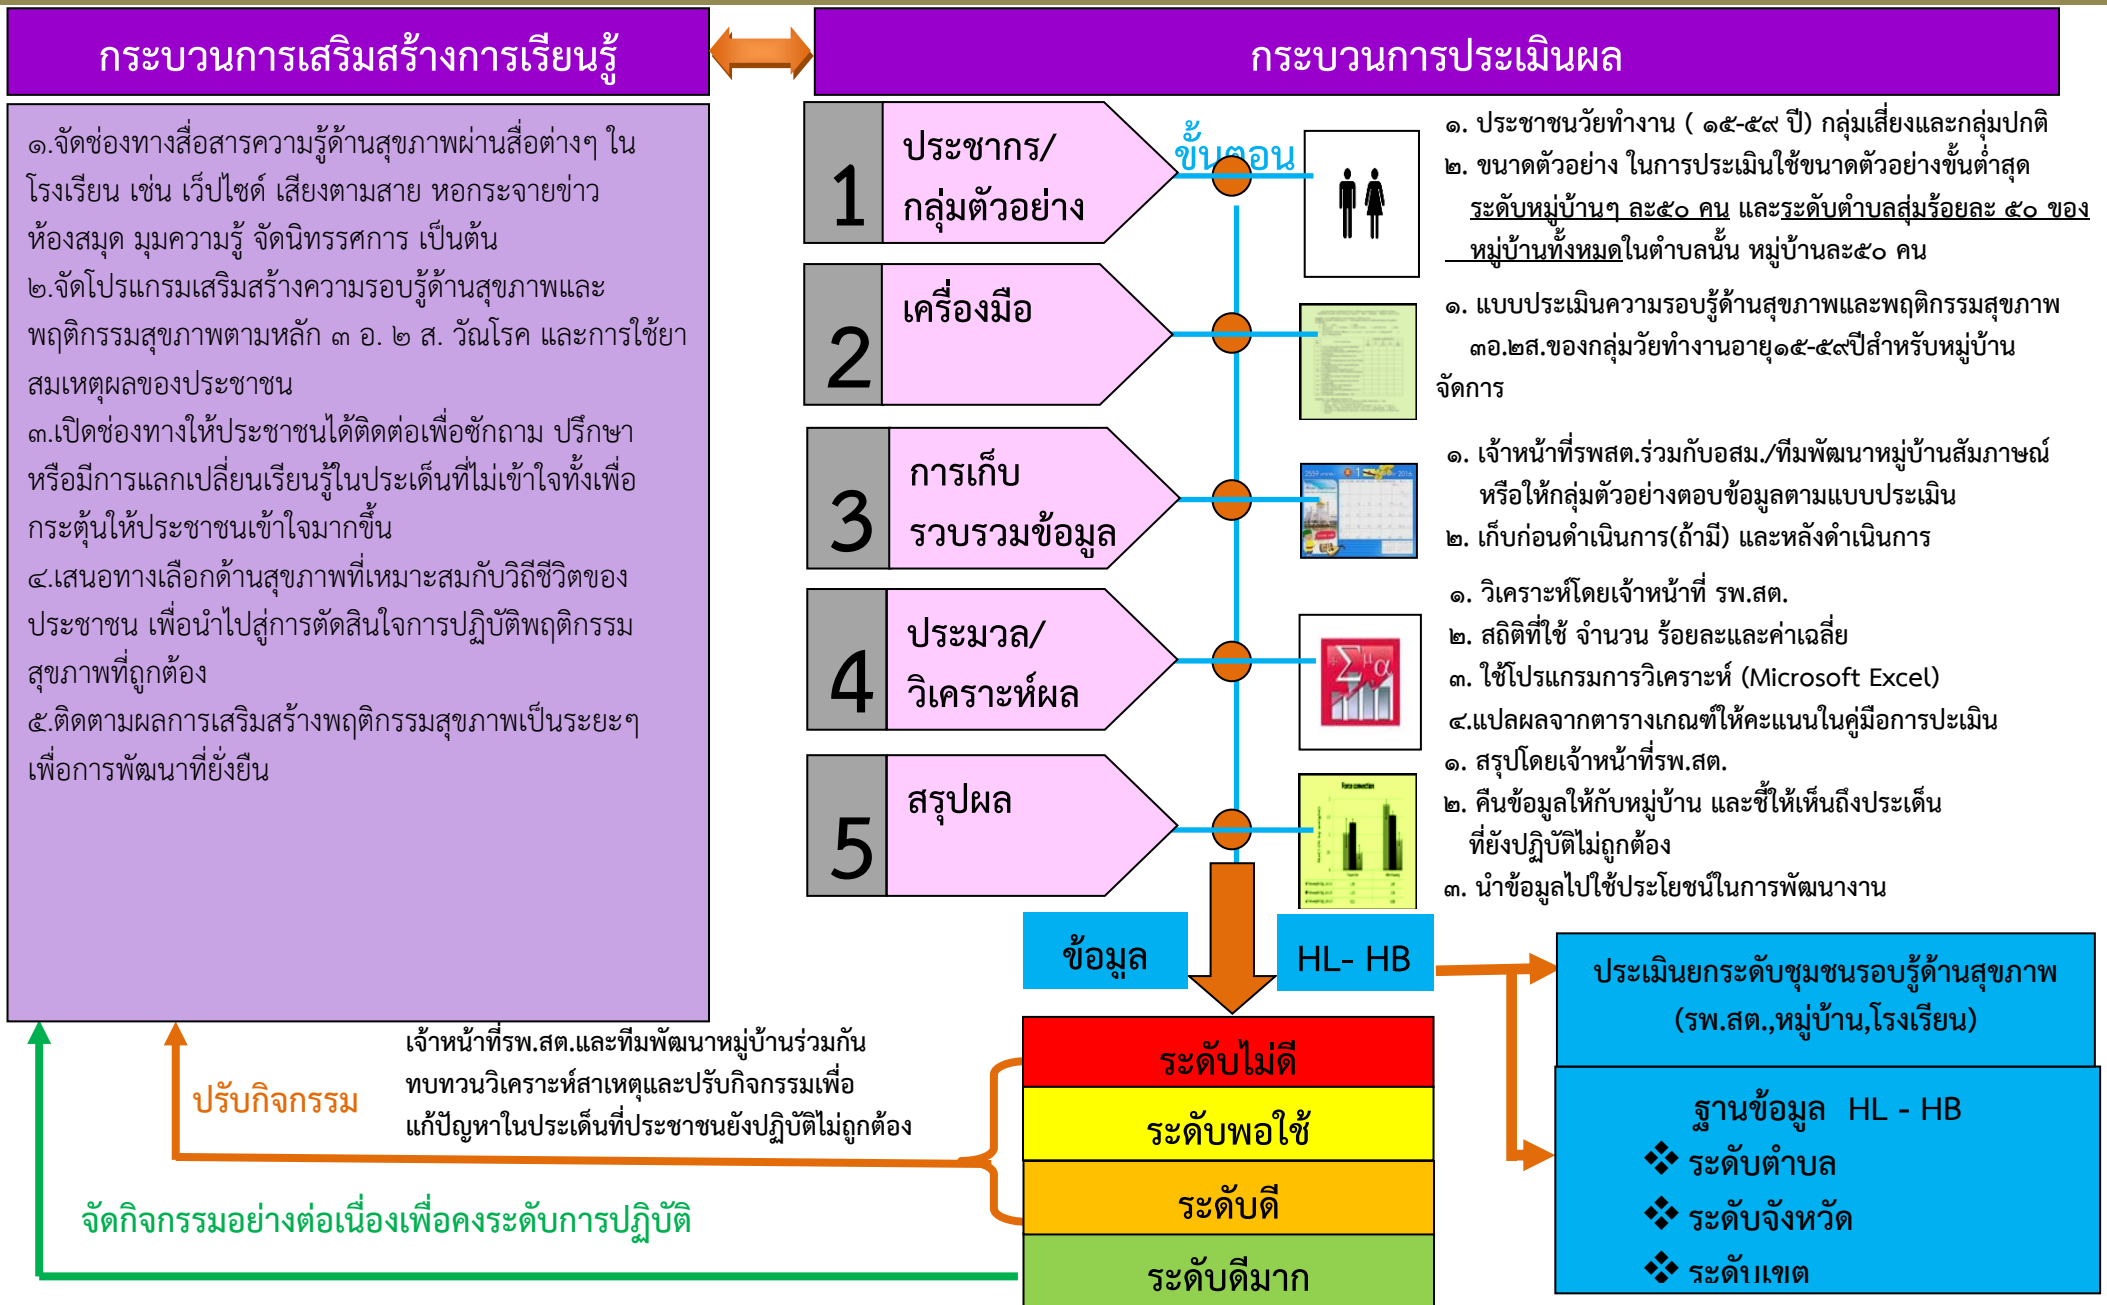 กระบวนการเสริมสร้างการเรียนรู้
กระบวนการประเมินผล
๑.จัดช่องทางสื่อสารความรู้ด้านสุขภาพผ่านสื่อต่างๆ ใน
โรงเรียน เช่น เว็ปไซด์ เสียงตามสาย หอกระจายข่าว
ห้องสมุด มุมความรู้ จัดนิทรรศการ เป็นต้น
๒.จัดโปรแกรมเสริมสร้างความรอบรู้ด้านสุขภาพและ
พฤติกรรมสุขภาพตามหลัก ๓ อ. ๒ ส. วัณโรค และการใช้ยา
สมเหตุผลของประชาชน
๓.เปิดช่องทางให้ประชาชนได้ติดต่อเพื่อซักถาม ปรึกษา
หรือมีการแลกเปลี่ยนเรียนรู้ในประเด็นที่ไม่เข้าใจทั้งเพื่อ
กระตุ้นให้ประชาชนเข้าใจมากขึ้น
๔.เสนอทางเลือกด้านสุขภาพที่เหมาะสมกับวิถีชีวิตของ
ประชาชน เพื่อนำไปสู่การตัดสินใจการปฏิบัติพฤติกรรม
สุขภาพที่ถูกต้อง
๕.ติดตามผลการเสริมสร้างพฤติกรรมสุขภาพเป็นระยะๆ
เพื่อการพัฒนาที่ยั่งยืน
ขั้นตอน
1
ประชากร/
กลุ่มตัวอย่าง
๑. ประชาชนวัยทำงาน ( ๑๕-๕๙ ปี) กลุ่มเสี่ยงและกลุ่มปกติ
๒. ขนาดตัวอย่าง ในการประเมินใช้ขนาดตัวอย่างขั้นต่ำสุด
ระดับหมู่บ้านๆ ละ๕๐ คน และระดับตำบลสุ่มร้อยละ ๕๐ ของ
หมู่บ้านทั้งหมดในตำบลนั้น หมู่บ้านละ๕๐ คน
2
เครื่องมือ
๑. แบบประเมินความรอบรู้ด้านสุขภาพและพฤติกรรมสุขภาพ
๓อ.๒ส.ของกลุ่มวัยทำงานอายุ๑๕-๕๙ปีสำหรับหมู่บ้าน
จัดการ
3
การเก็บ
รวบรวมข้อมูล
๑. เจ้าหน้าที่รพสต.ร่วมกับอสม./ทีมพัฒนาหมู่บ้านสัมภาษณ์
หรือให้กลุ่มตัวอย่างตอบข้อมูลตามแบบประเมิน
๒. เก็บก่อนดำเนินการ(ถ้ามี) และหลังดำเนินการ
4
ประมวล/
วิเคราะห์ผล
๑. วิเคราะห์โดยเจ้าหน้าที่ รพ.สต.
๒. สถิติที่ใช้ จำนวน ร้อยละและค่าเฉลี่ย
๓. ใช้โปรแกรมการวิเคราะห์ (Microsoft Excel)
๔.แปลผลจากตารางเกณฑ์ให้คะแนนในคู่มือการปะเมิน
5
สรุปผล
๑. สรุปโดยเจ้าหน้าที่รพ.สต.
๒. คืนข้อมูลให้กับหมู่บ้าน และชี้ให้เห็นถึงประเด็น
ที่ยังปฏิบัติไม่ถูกต้อง
๓. นำข้อมูลไปใช้ประโยชน์ในการพัฒนางาน
ข้อมูล
HL- HB
ประเมินยกระดับชุมชนรอบรู้ด้านสุขภาพ
(รพ.สต.,หมู่บ้าน,โรงเรียน)
ฐานข้อมูล HL - HB
❖ ระดับตำบล
❖ ระดับจังหวัด
❖ ระดับเขต
ระดับไม่ดี
ระดับพอใช้
ระดับดี
ระดับดีมาก
เจ้าหน้าที่รพ.สต.และทีมพัฒนาหมู่บ้านร่วมกัน
ทบทวนวิเคราะห์สาเหตุและปรับกิจกรรมเพื่อ
แก้ปัญหาในประเด็นที่ประชาชนยังปฏิบัติไม่ถูกต้อง
ปรับกิจกรรม
จัดกิจกรรมอย่างต่อเนื่องเพื่อคงระดับการปฏิบัติ